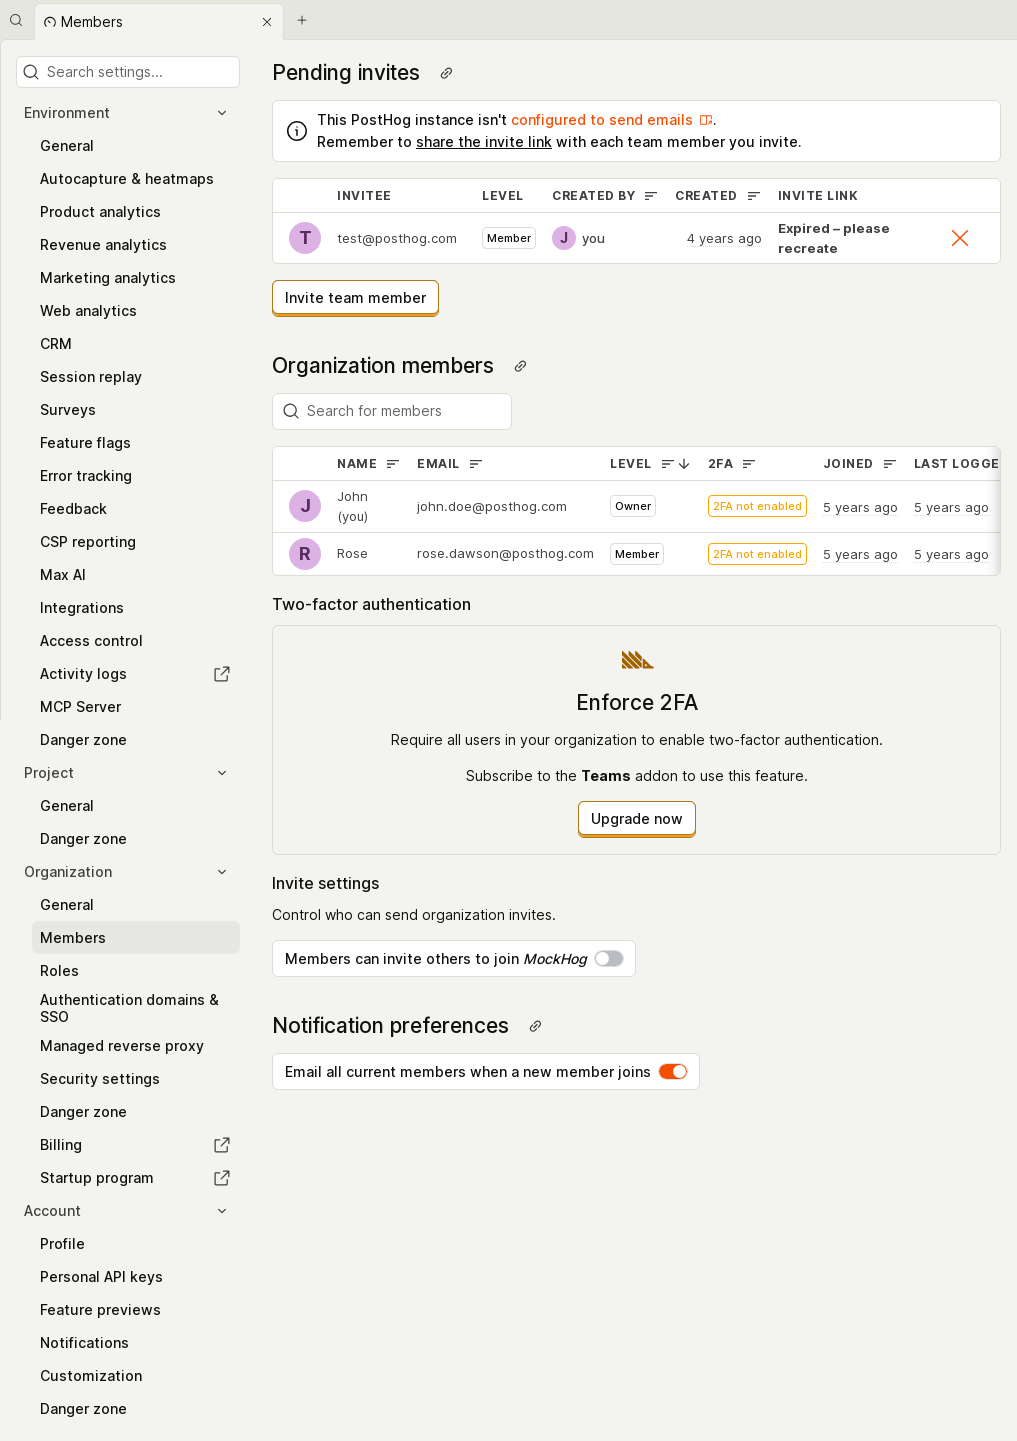 Members
Search settings...
Environment
General
Autocapture & heatmaps
Product analytics
Revenue analytics
Marketing analytics
Web analytics
CRM
Session replay
Surveys
Feature flags
Error tracking
Feedback
CSP reporting
Max AI
Integrations
Access control
Activity logs
MCP Server
Danger zone
Project
General
Danger zone
Organization
General
Members
Roles
Authentication domains &
SSO
Managed reverse proxy
Security settings
Danger zone
Billing
Startup program
Account
Profile
Personal API keys
Feature previews
Notifications
Customization
Danger zone
Pending invites
This PostHog instance isn't configured to send emails .
Remember to share the invite link with each team member you invite.
INVITEE LEVEL CREATED BY CREATED INVITE LINK
T test@posthog.com Member J you 4 years ago Expired – please
recreate
Invite team member
Organization members
Search for members
NAME EMAIL LEVEL 2FA JOINED LAST LOGGE
J John
(you) john.doe@posthog.com Owner 2FA not enabled 5 years ago 5 years ago
R Rose rose.dawson@posthog.com Member 2FA not enabled 5 years ago 5 years ago
Two-factor authentication
Enforce 2FA
Require all users in your organization to enable two-factor authentication.
Subscribe to the Teams addon to use this feature.
Upgrade now
Invite settings
Control who can send organization invites.
Members can invite others to join MockHog
Notification preferences
Email all current members when a new member joins